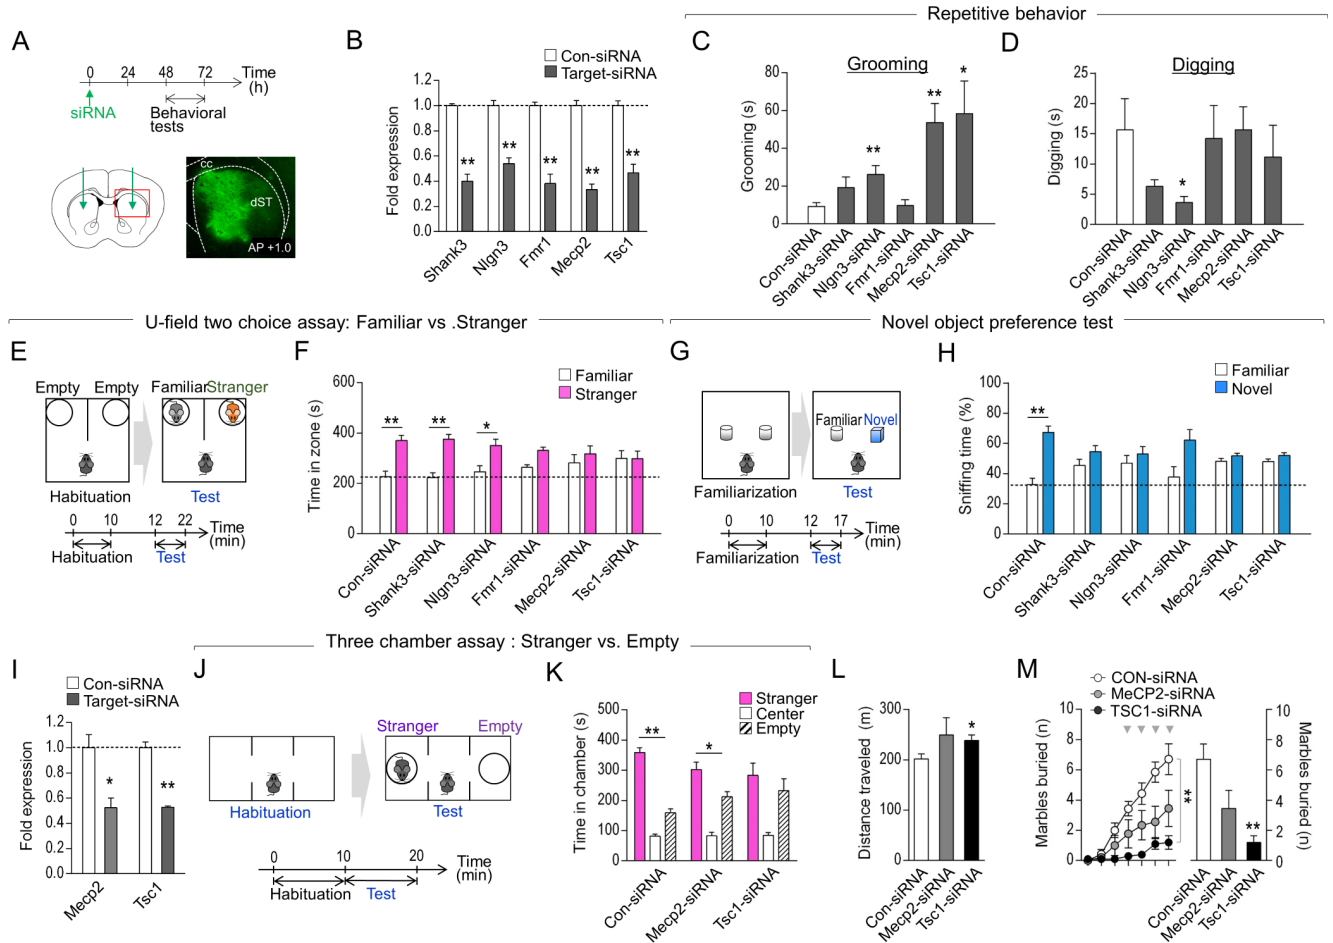 Repetitive behavior
A
0 24 48 72 Time
(h)
siRNA
Behavioral
tests
cc
dST
AP +1.0
B
Con-siRNA
Target-siRNA
Fold expression
1.2
1.0
0.8
0.6
0.4
0.2
0.0
** ** ** ** **
Shank3 Nlgn3 Fmr1 Mecp2 Tsc1
C
Grooming
Grooming (s)
80
60
40
20
0
** ** *
Con-siRNA
Shank3-siRNA
Nlgn3-siRNA
Fmr1-siRNA
Mecp2-siRNA
Tsc1-siRNA
D
Digging
Digging (s)
25
20
15
10
5
0
*
Con-siRNA
Shank3-siRNA
Nlgn3-siRNA
Fmr1-siRNA
Mecp2-siRNA
Tsc1-siRNA
U-field two choice assay: Familiar vs .Stranger
E
Empty Empty FamiliarStranger
Habituation Test
0 10 12 22 Time
(min)
Habituation Test
F
Familiar
Stranger
Time in zone (s)
600
400
200
0
** ** *
Con-siRNA
Shank3-siRNA
Nlgn3-siRNA
Fmr1-siRNA
Mecp2-siRNA
Tsc1-siRNA
Novel object preference test
G
Familiar Novel
Familiarization Test
0 10 12 17 Time
(min)
Familiarization Test
H
Familiar
Novel
Sniffing time (%)
100
80
60
40
20
0
**
Con-siRNA
Shank3-siRNA
Nlgn3-siRNA
Fmr1-siRNA
Mecp2-siRNA
Tsc1-siRNA
Three chamber assay : Stranger vs. Empty
I
Con-siRNA
Target-siRNA
Fold expression
1.2
1.0
0.8
0.6
0.4
0.2
0.0
* **
Mecp2 Tsc1
J
Stranger Empty
Habituation Test
0 10 20 Time
(min)
Habituation Test
K
Stranger
Center
Empty
Time in chamber (s)
500
400
300
200
100
0
** *
Con-siRNA
Mecp2-siRNA
Tsc1-siRNA
L
Distance traveled (m)
300
200
100
0
*
Con-siRNA
Mecp2-siRNA
Tsc1-siRNA
M
CON-siRNA
MeCP2-siRNA
TSC1-siRNA
Marbles buried (n)
10
8
6
4
2
0
**
**
10
8
6
4
2
0
Marbles buried (n)
Con-siRNA
Mecp2-siRNA
Tsc1-siRNA